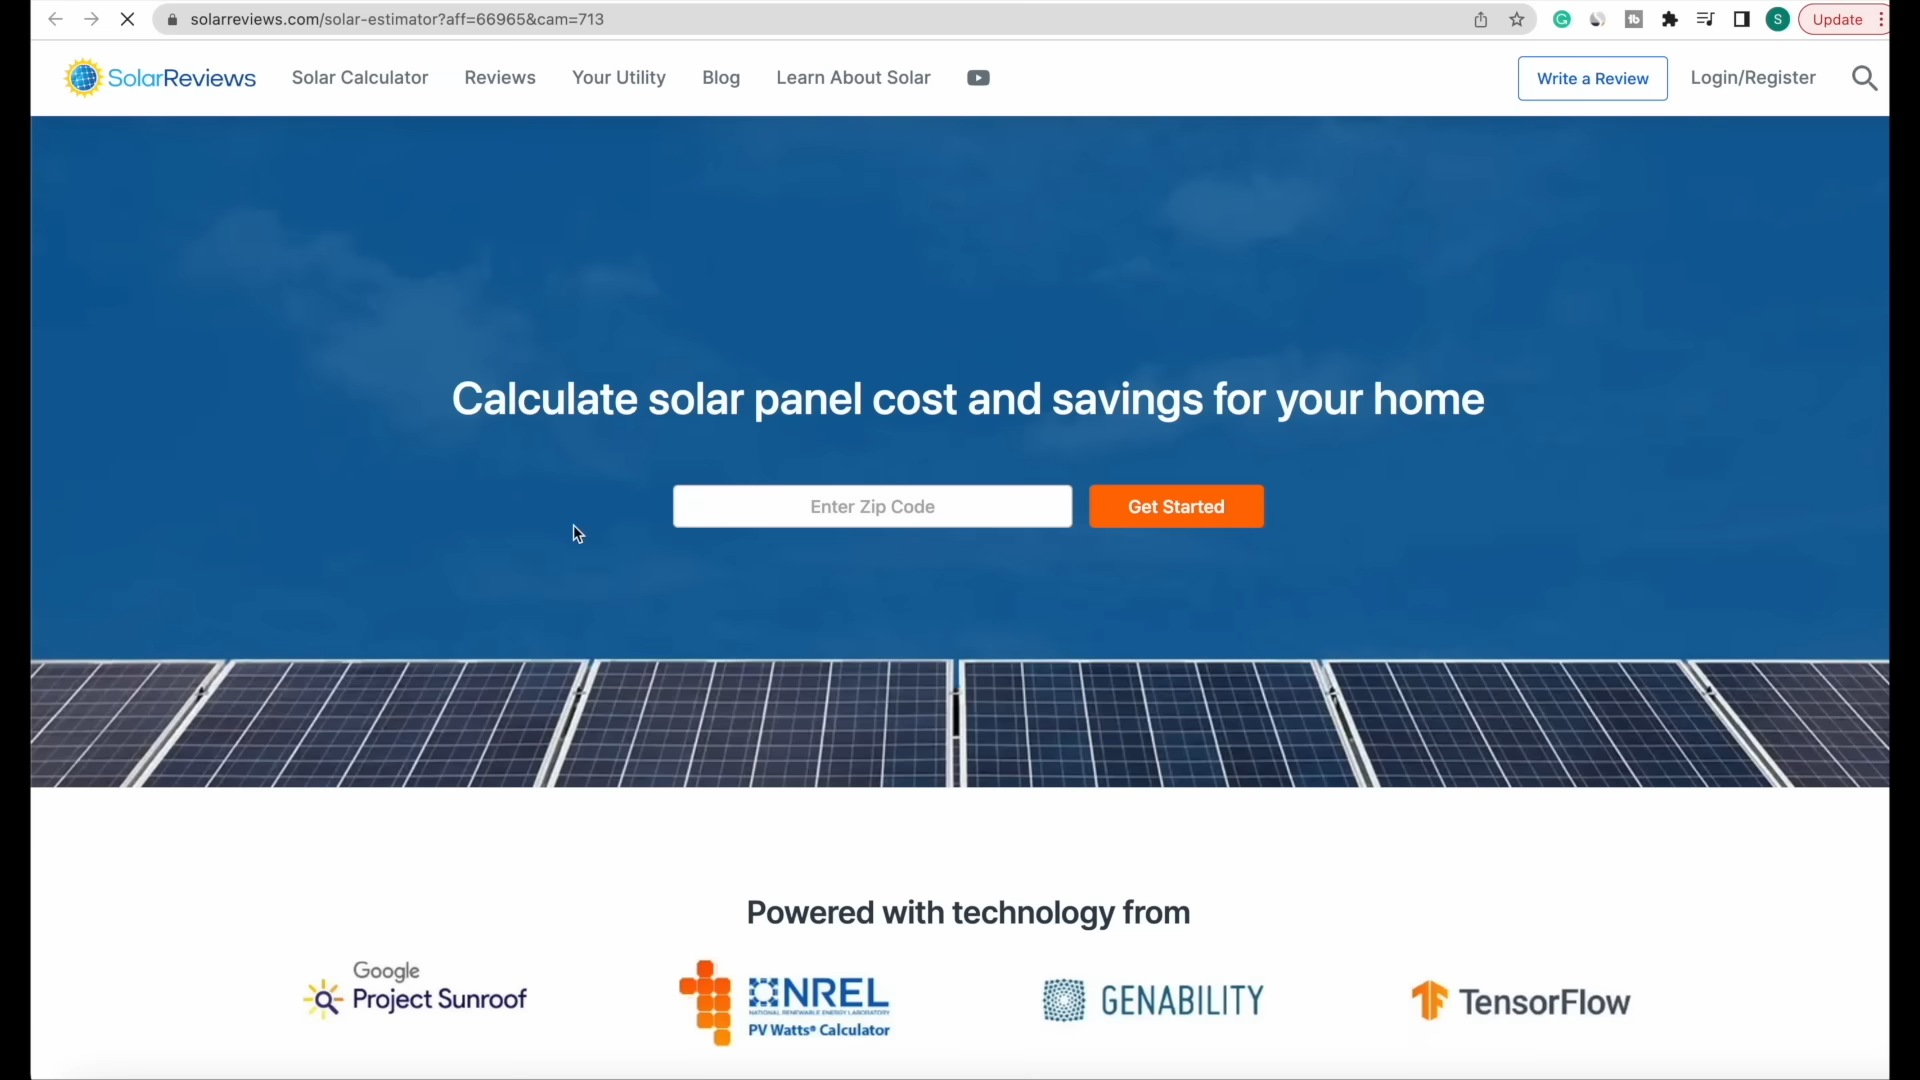 solarreviews.com/solar-estimator?aff=66965&cam=713
S
Update
SolarReviews
Solar Calculator
Reviews
Your Utility
Blog
Learn About Solar
Write a Review
Login/Register
Calculate solar panel cost and savings for your home
Enter Zip Code
Get Started
Powered with technology from
Google
Project Sunroof
NREL
NATIONAL RENEWABLE ENERGY LABORATORY
PV Watts® Calculator
GENABILITY
TensorFlow